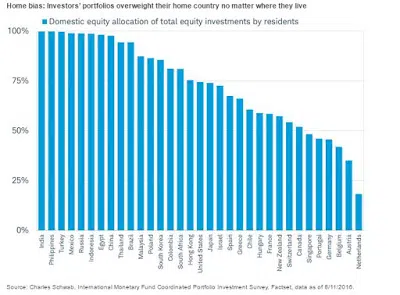 Home bias: Investors' portfolios overweight their home country no matter where they live
Domestic equity allocation of total equity investments by residents
100%
75%
50%
25%
0%
India
Philippines
Turkey
Mexico
Russia
Indonesia
Egypt
China
Thailand
Brazil
Malaysia
Poland
South Korea
Colombia
South Africa
Hong Kong
United States
Japan
Israel
Spain
Greece
Chile
Hungary
France
New Zealand
Switzerland
Canada
Singapore
Portugal
Germany
Belgium
Austria
Netherlands
Source: Charles Schwab, International Monetary Fund Coordinated Portfolio Investment Survey, Factset, data as of 8/11/2016.